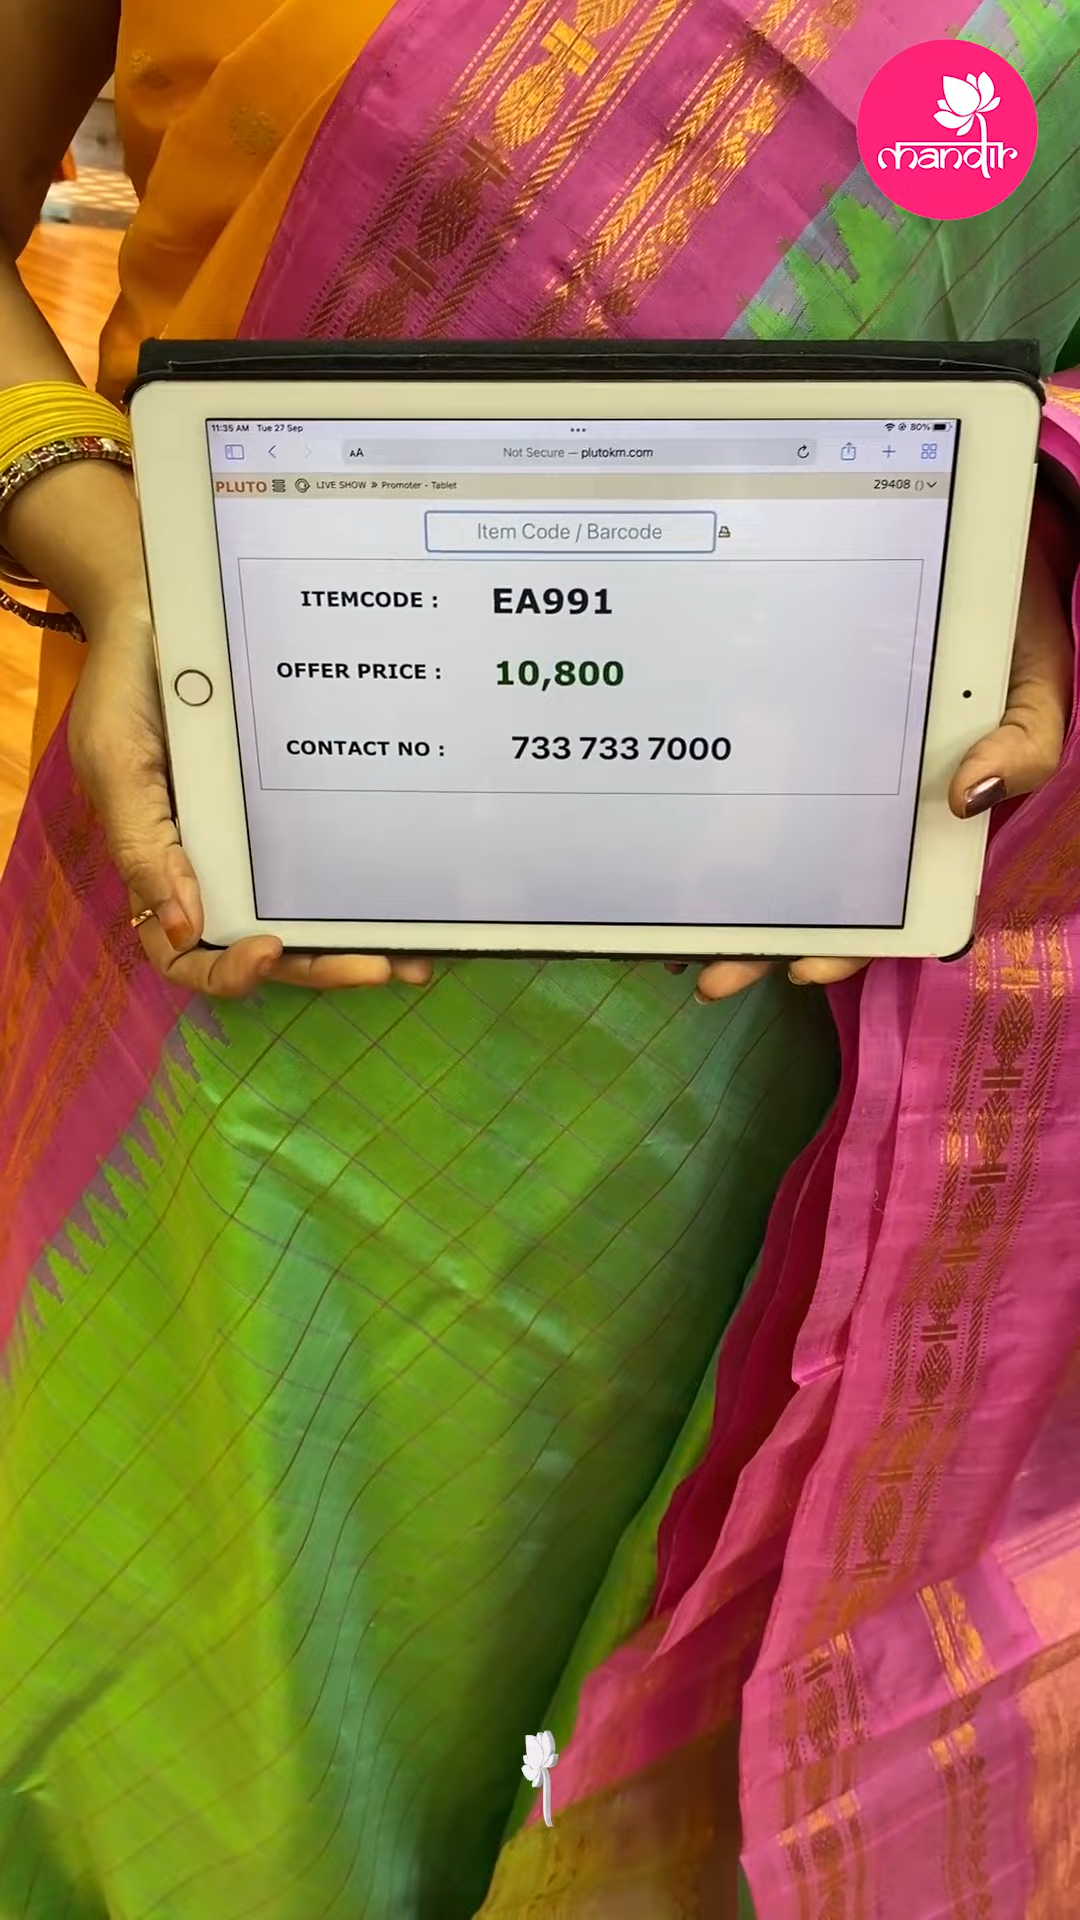 mandir
11:35 AM Tue 27 Sep
80%
AA Not Secure — plutokm.com
PLUTO LIVE SHOW » Promoter - Tablet 29408 ()
Item Code / Barcode
ITEMCODE : EA991
OFFER PRICE : 10,800
CONTACT NO : 733 733 7000